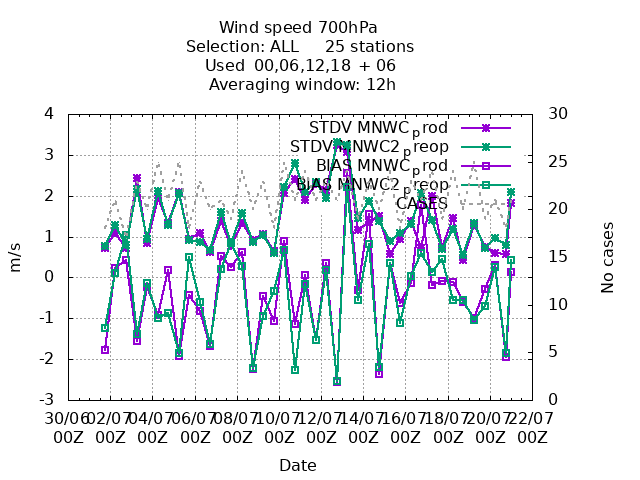 Wind speed 700hPa
Selection: ALL 25 stations
Used 00,06,12,18 + 06
Averaging window: 12h
4
3
2
1
0
-1
-2
-3
m/s
30
25
20
15
10
5
0
No cases
STDV MNWC_prod
STDV MNWC2_preop
BIAS MNWC_prod
BIAS MNWC2_preop
CASES
30/06 02/07 04/07 06/07 08/07 10/07 12/07 14/07 16/07 18/07 20/07 22/07
00Z 00Z 00Z 00Z 00Z 00Z 00Z 00Z 00Z 00Z 00Z 00Z
Date